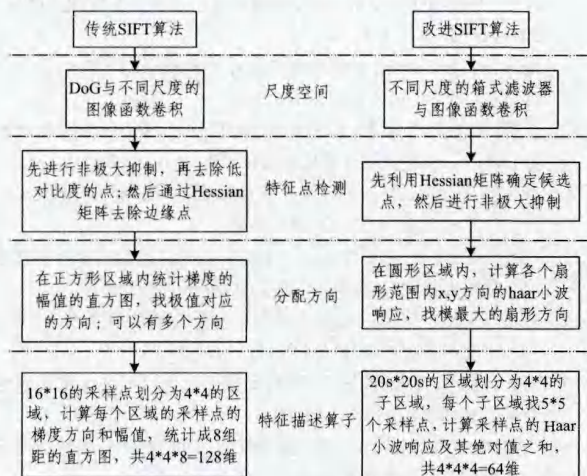 传统SIFT算法
改进SIFT算法
DoG与不同尺度的
图像函数卷积
尺度空间
不同尺度的箱式滤波器
与图像函数卷积
先进行非极大抑制，再去除低
对比度的点；然后通过Hessian
矩阵去除边缘点
特征点检测
先利用Hessian矩阵确定候选
点，然后进行非极大抑制
在正方形区域内统计梯度的
幅值的直方图，找极值对应
的方向；可以有多个方向
分配方向
在圆形区域内，计算各个扇
形范围内x,y方向的haar小波
响应，找模最大的扇形方向
16*16的采样点划分为4*4的区
域，计算每个区域的采样点的
梯度方向和幅值，统计成8组
距的直方图，共4*4*8=128维
特征描述算子
20s*20s的区域划分为4*4的
子区域，每个子区域找5*5
个采样点，计算采样点的 Haar
小波响应及其绝对值之和，
共4*4*4=64维